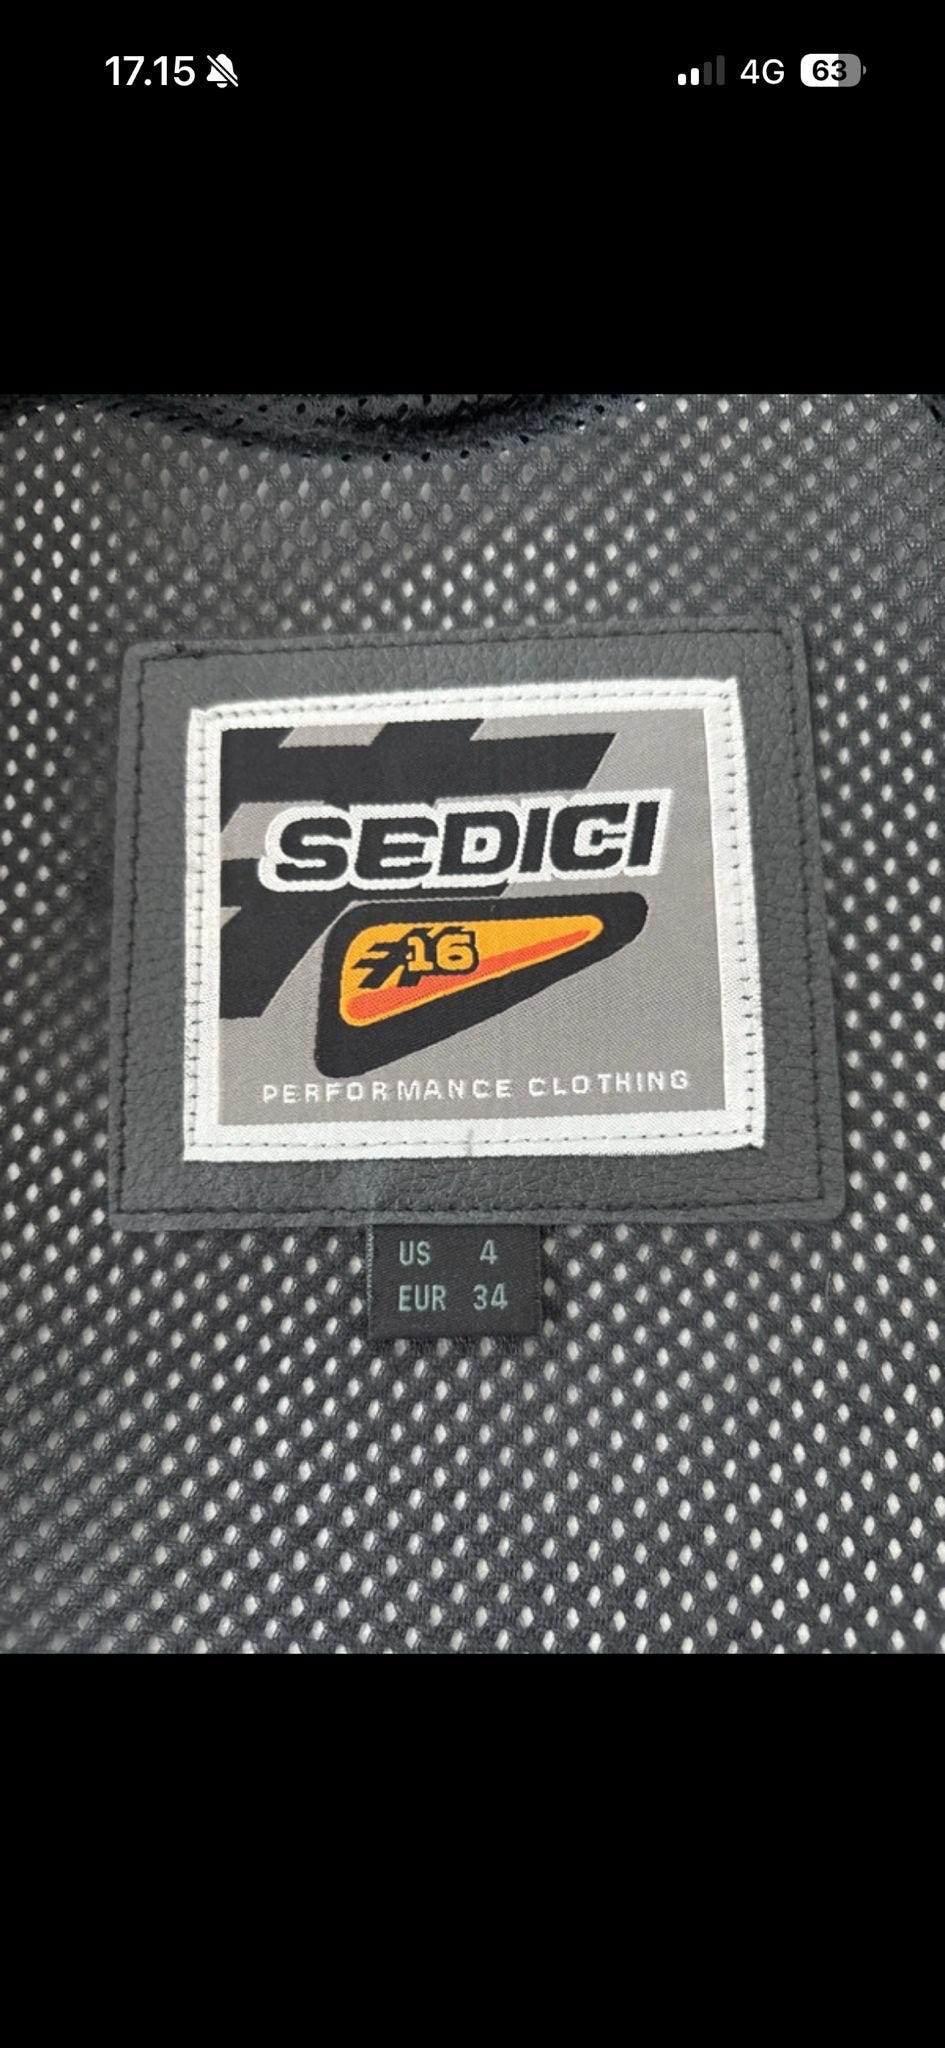 17.15
4G
63
SEDICI
16
PERFORMANCE CLOTHING
US 4
EUR 34